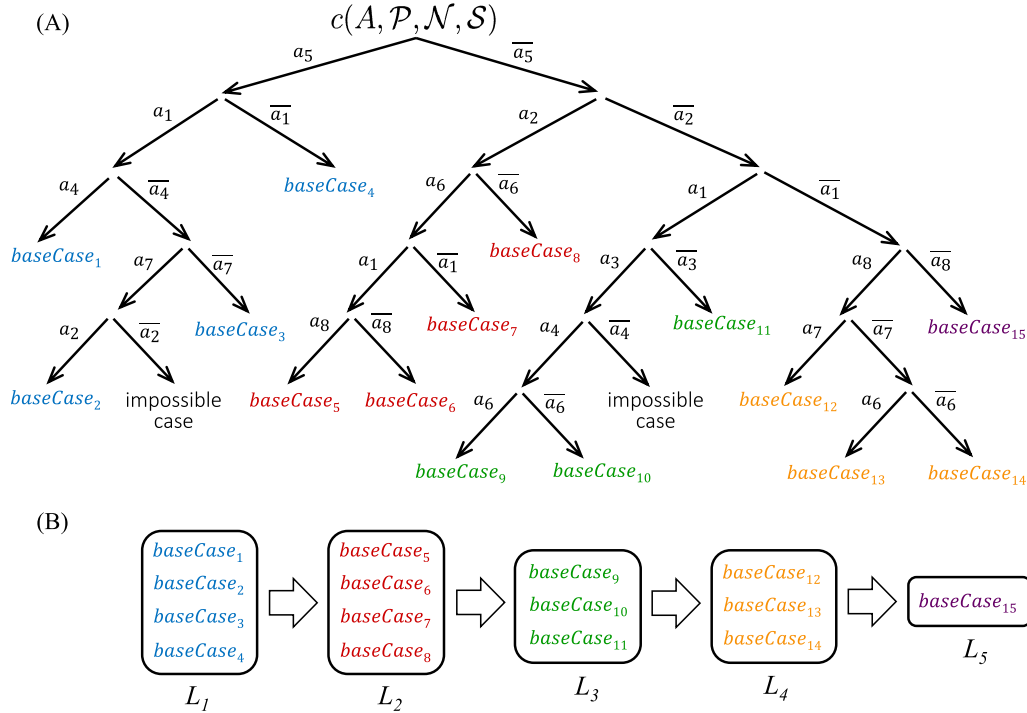 (A)
c(A, 𝒫, 𝒩, 𝒮)
a₅ a̅₅
a₁ a̅₁ a₂ a̅₂
a₄ a̅₄ baseCase₄ a₆ a̅₆ a₁ a̅₁
baseCase₁ a₇ a̅₇ a₁ a̅₁ baseCase₈ a₃ a̅₃ a₈ a̅₈
a₂ a̅₂ baseCase₃ a₈ a̅₈ baseCase₇ a₄ a̅₄ baseCase₁₁ a₇ a̅₇ baseCase₁₅
baseCase₂ impossible case baseCase₅ baseCase₆ a₆ a̅₆ impossible case baseCase₁₂ a₆ a̅₆
baseCase₉ baseCase₁₀ baseCase₁₃ baseCase₁₄
(B)
baseCase₁
baseCase₂
baseCase₃
baseCase₄
L₁
baseCase₅
baseCase₆
baseCase₇
baseCase₈
L₂
baseCase₉
baseCase₁₀
baseCase₁₁
L₃
baseCase₁₂
baseCase₁₃
baseCase₁₄
L₄
baseCase₁₅
L₅